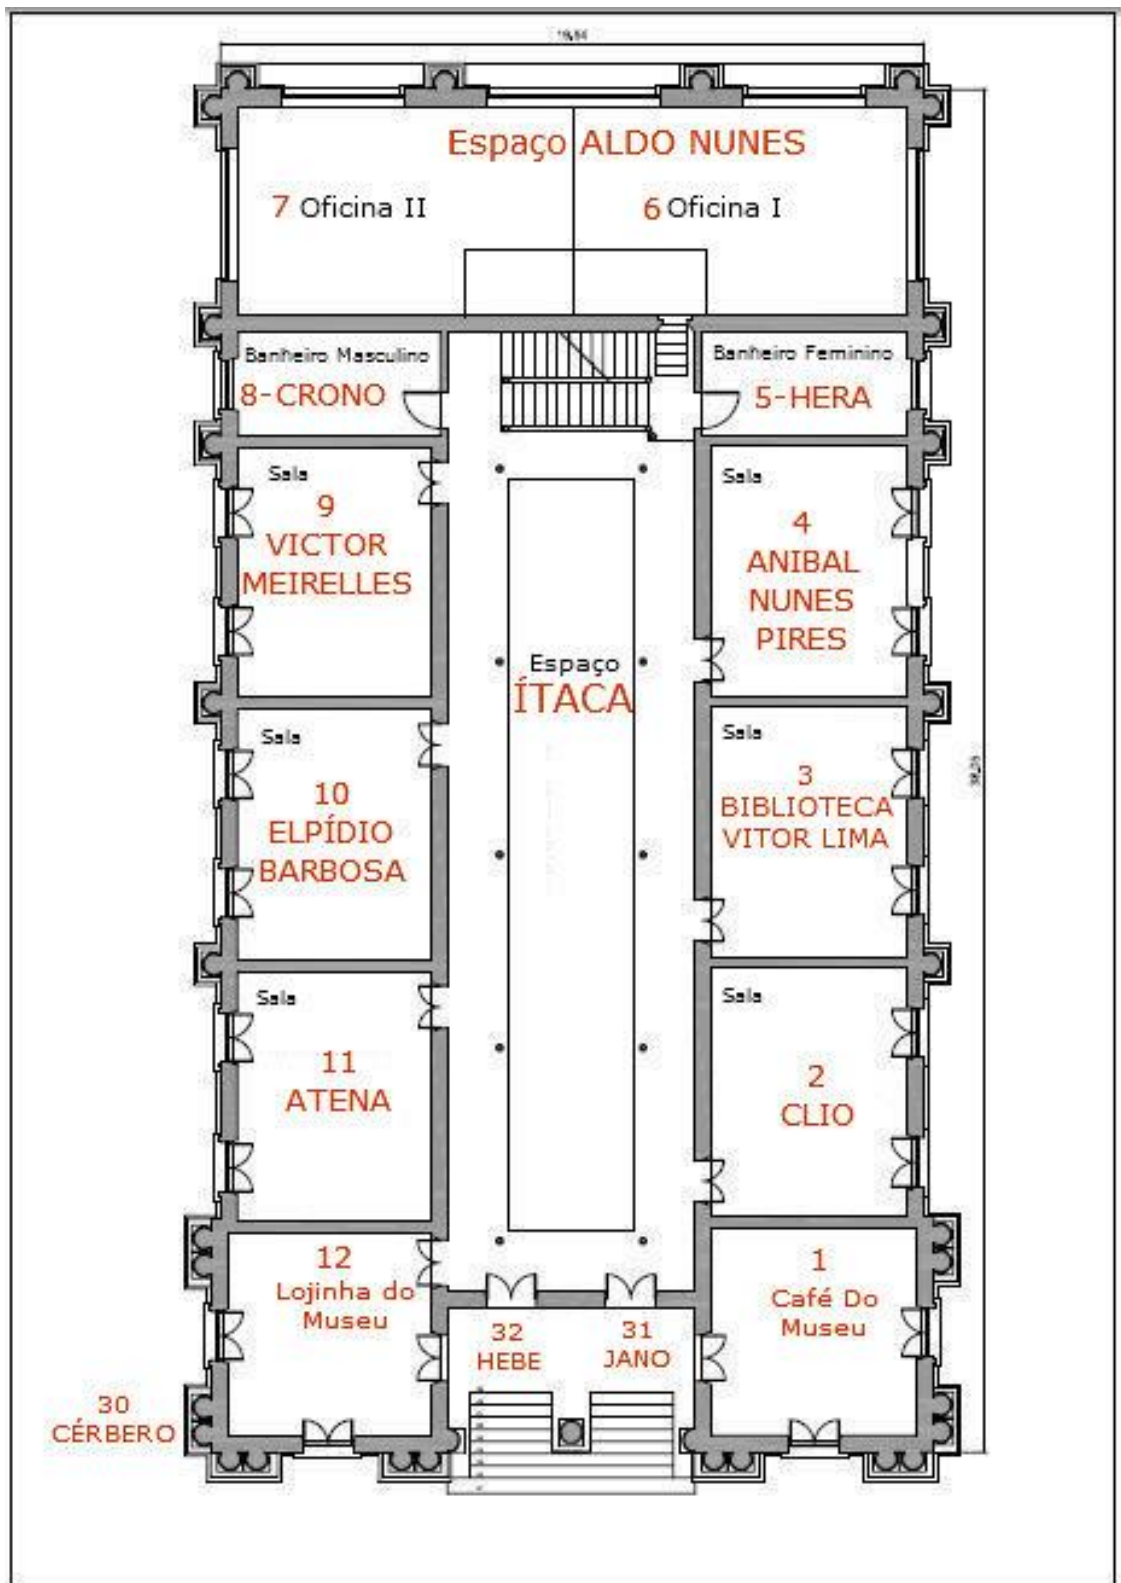 Espaço ALDO NUNES
7 Oficina II
6 Oficina I
Banheiro Masculino
8-CRONO
Banheiro Feminino
5-HERA
Sala
9
VICTOR
MEIRELLES
Sala
4
ANIBAL
NUNES
PIRES
Espaço
ÍTACA
Sala
10
ELPÍDIO
BARBOSA
Sala
3
BIBLIOTECA
VITOR LIMA
Sala
11
ATENA
Sala
2
CLIO
12
Lojinha do
Museu
1
Café Do
Museu
32
HEBE
31
JANO
30
CÉRBERO